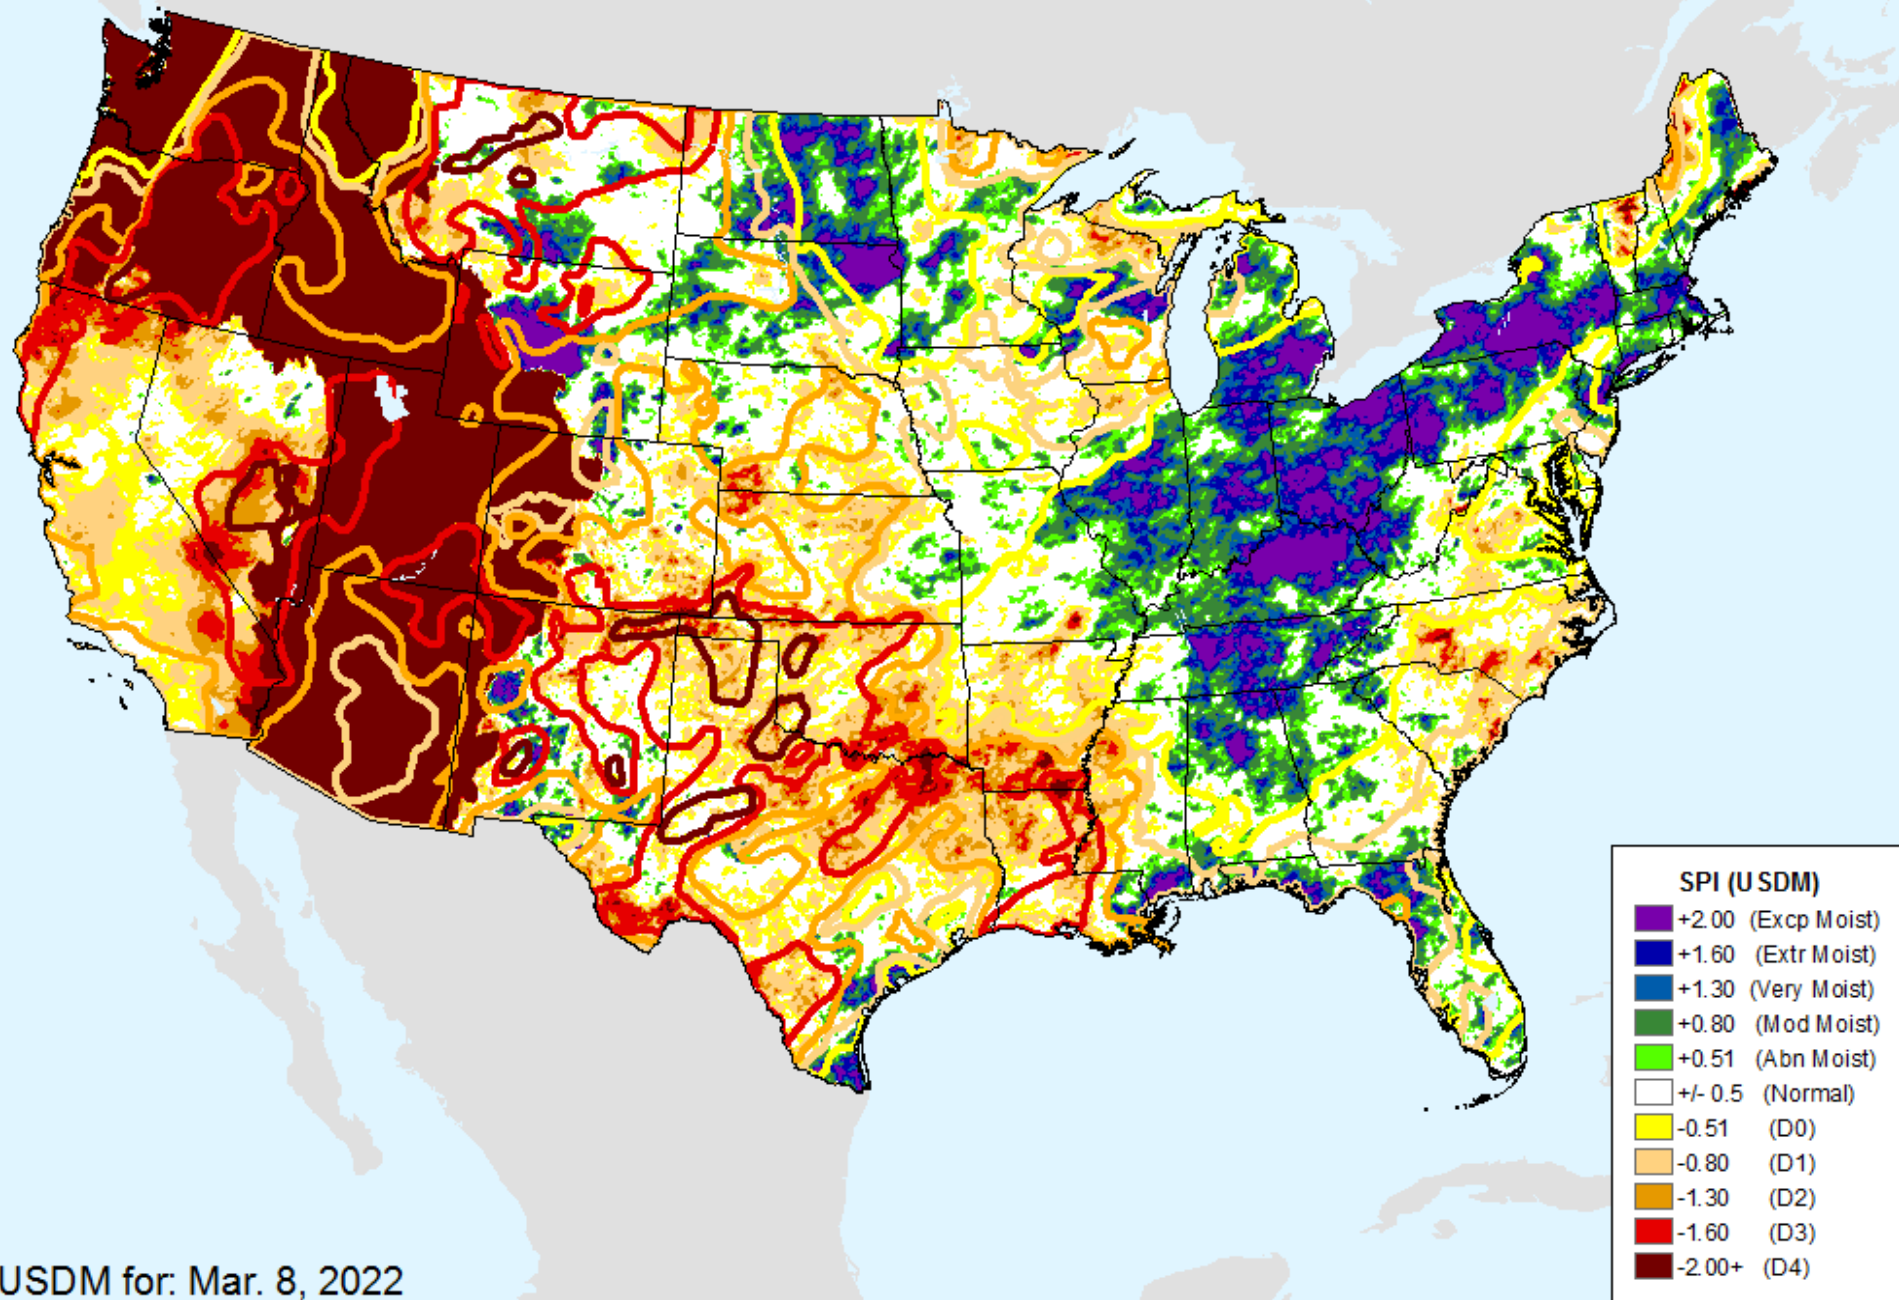 SPI (USDM)
+2.00 (Excp Moist)
+1.60 (Extr Moist)
+1.30 (Very Moist)
+0.80 (Mod Moist)
+0.51 (Abn Moist)
+/- 0.5 (Normal)
-0.51 (D0)
-0.80 (D1)
-1.30 (D2)
-1.60 (D3)
-2.00+ (D4)
USDM for: Mar. 8, 2022